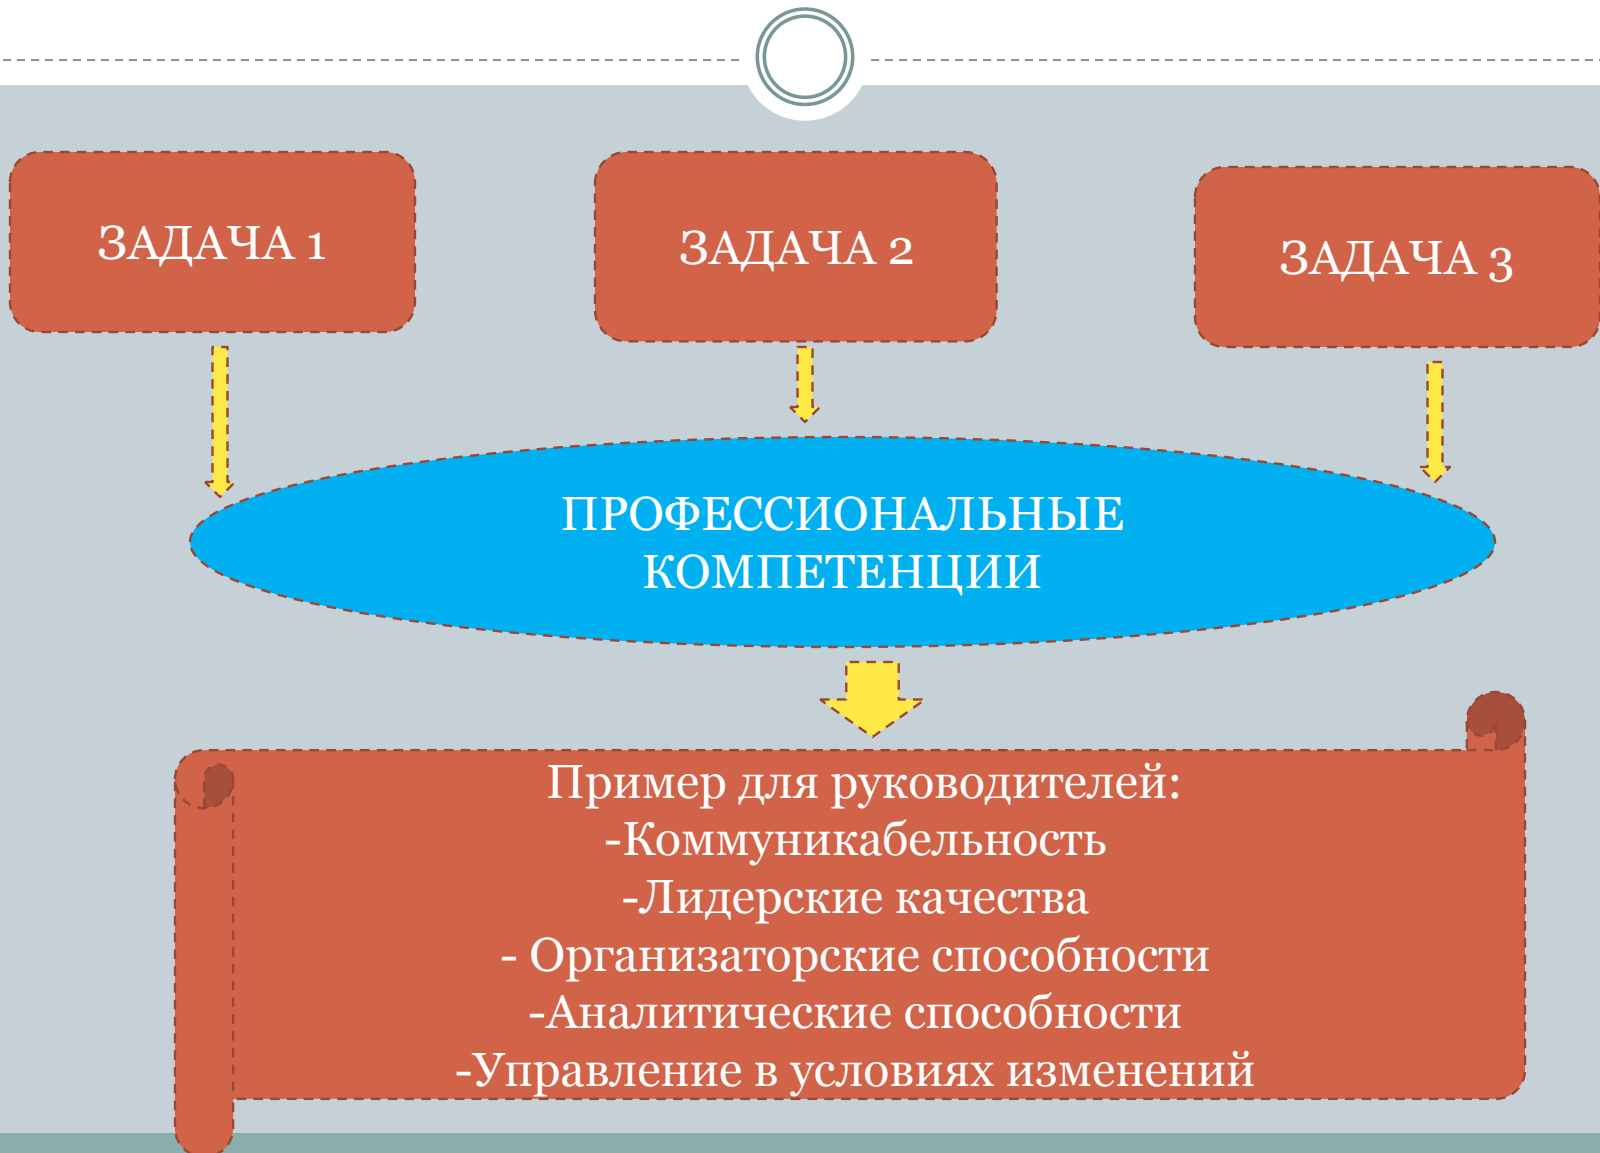 ЗАДАЧА 1
ЗАДАЧА 2
ЗАДАЧА 3
ПРОФЕССИОНАЛЬНЫЕ
КОМПЕТЕНЦИИ
Пример для руководителей:
-Коммуникабельность
-Лидерские качества
- Организаторские способности
-Аналитические способности
-Управление в условиях изменений